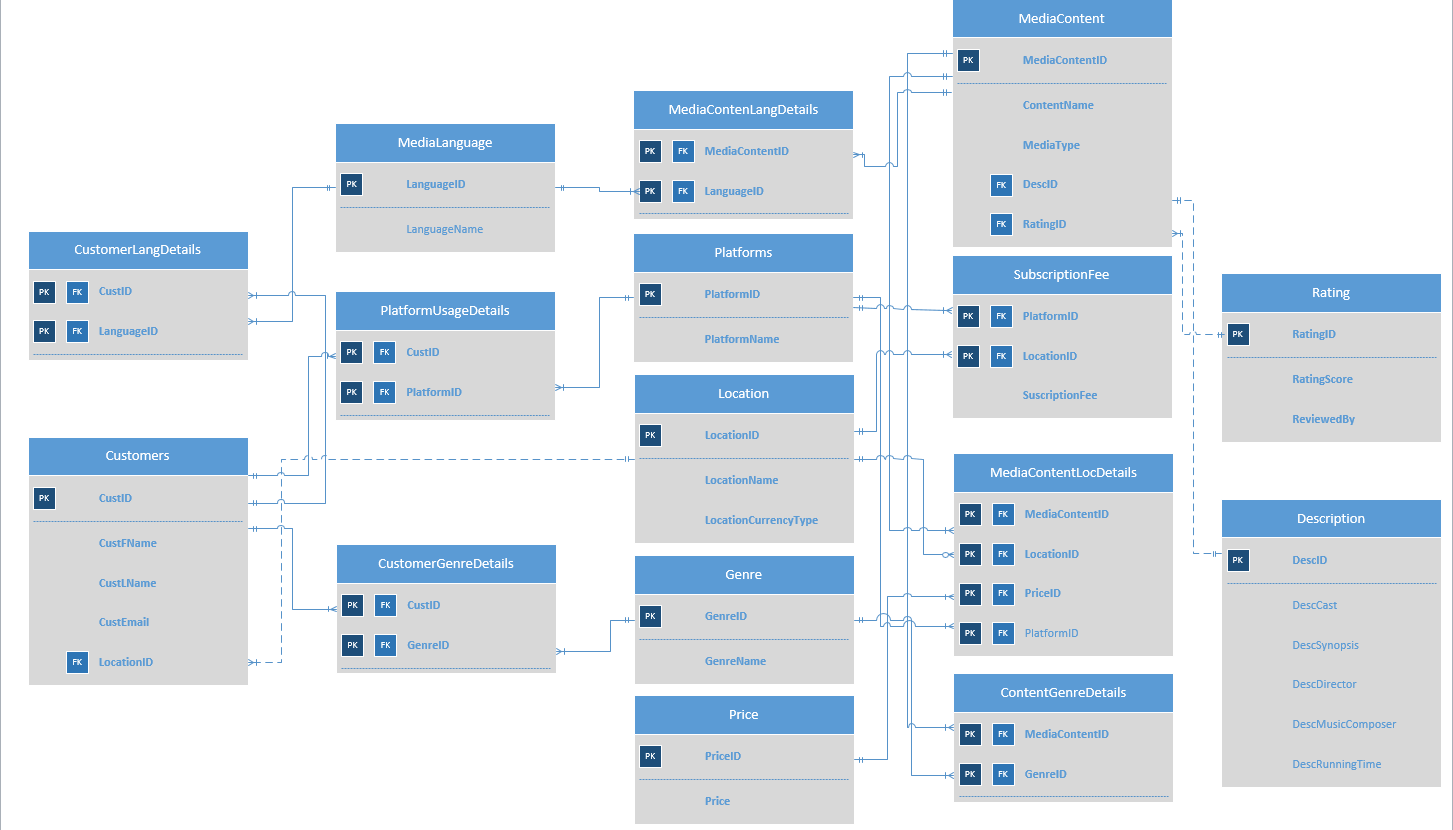 MediaContent
PK MediaContentID
ContentName
MediaType
FK DescID
FK RatingID
MediaContenLangDetails
PK FK MediaContentID
PK FK LanguageID
MediaLanguage
PK LanguageID
LanguageName
CustomerLangDetails
PK FK CustID
PK FK LanguageID
Platforms
PK PlatformID
PlatformName
SubscriptionFee
PK FK PlatformID
PK FK LocationID
SuscriptionFee
Rating
PK RatingID
RatingScore
ReviewedBy
PlatformUsageDetails
PK FK CustID
PK FK PlatformID
Location
PK LocationID
LocationName
LocationCurrencyType
Customers
PK CustID
CustFName
CustLName
CustEmail
FK LocationID
MediaContentLocDetails
PK FK MediaContentID
PK FK LocationID
PK FK PriceID
PK FK PlatformID
Description
PK DescID
DescCast
DescSynopsis
DescDirector
DescMusicComposer
DescRunningTime
CustomerGenreDetails
PK FK CustID
PK FK GenreID
Genre
PK GenreID
GenreName
ContentGenreDetails
PK FK MediaContentID
PK FK GenreID
Price
PK PriceID
Price